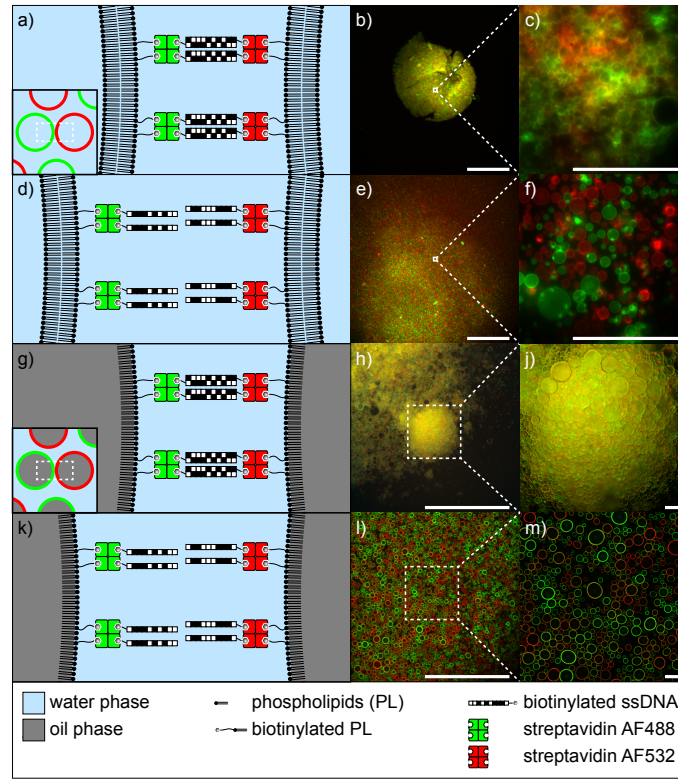 a)
b)
c)
d)
e)
f)
g)
h)
j)
k)
l)
m)
water phase
phospholipids (PL)
biotinylated ssDNA
oil phase
biotinylated PL
streptavidin AF488
streptavidin AF532